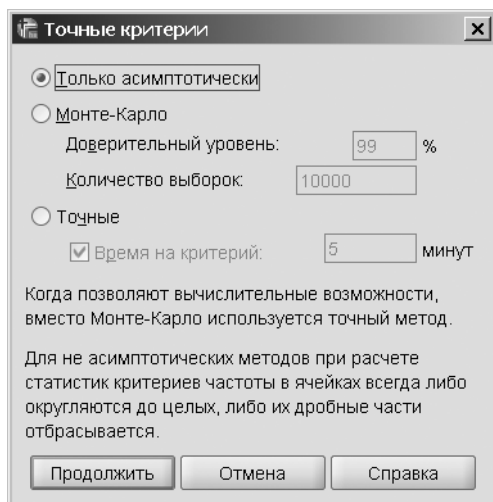 Точные критерии
Только асимптотически
Монте-Карло
Доверительный уровень: 99 %
Количество выборок: 10000
Точные
Время на критерий: 5 минут
Когда позволяют вычислительные возможности,
вместо Монте-Карло используется точный метод.
Для не асимптотических методов при расчете
статистик критериев частоты в ячейках всегда либо
округляются до целых, либо их дробные части
отбрасывается.
Продолжить Отмена Справка